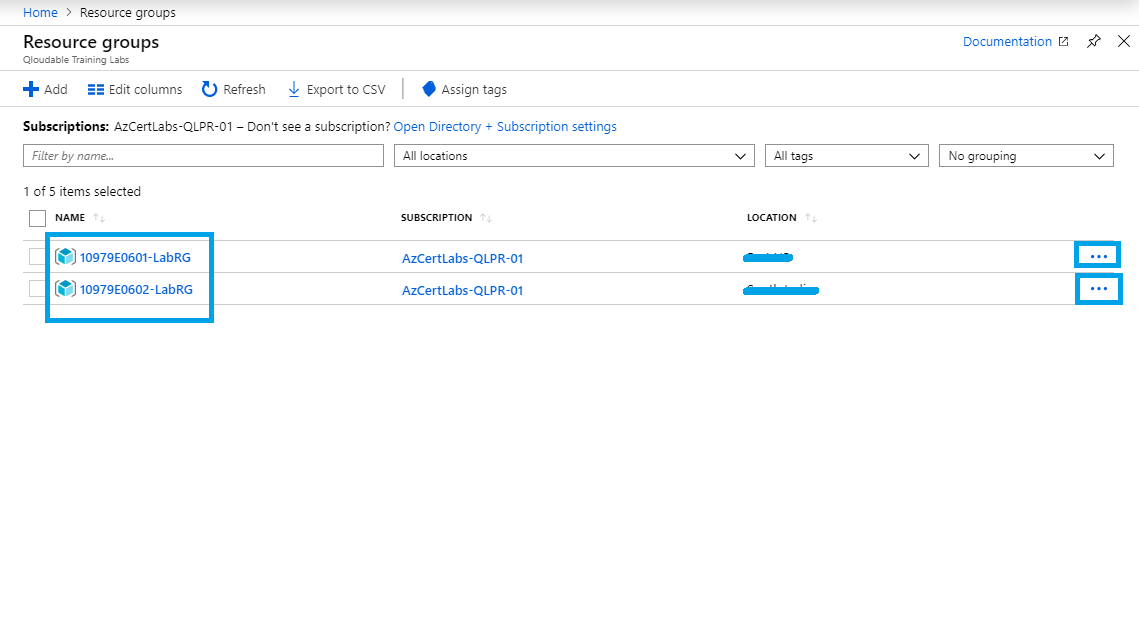 Home > Resource groups
Resource groups
Documentation
Qloudable Training Labs
Add Edit columns Refresh Export to CSV Assign tags
Subscriptions: AzCertLabs-QLPR-01 – Don't see a subscription? Open Directory + Subscription settings
Filter by name... All locations All tags No grouping
1 of 5 items selected
NAME SUBSCRIPTION LOCATION
10979E0601-LabRG AzCertLabs-QLPR-01
10979E0602-LabRG AzCertLabs-QLPR-01